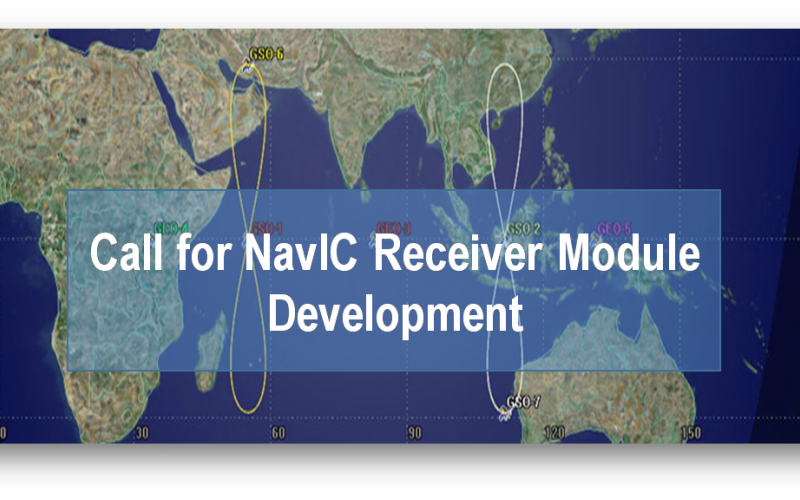 GSO-6
GEO-4 GSO-1 GEO-3 GSO-2 GEO-5
Call for NavIC Receiver Module
Development
GSO-7
0 30 60 90 120 150